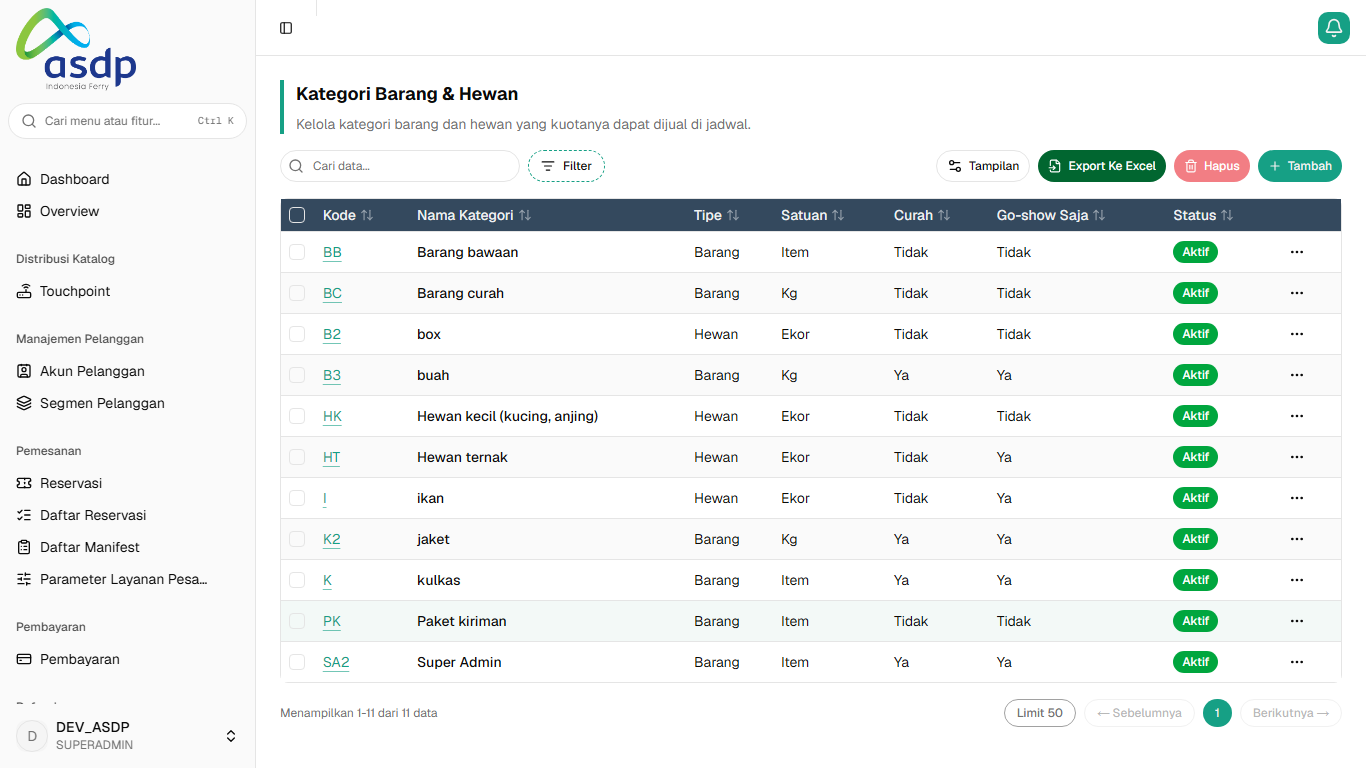 asdp
Indonesia Ferry
Cari menu atau fitur... Ctrl K
Dashboard
Overview
Distribusi Katalog
Touchpoint
Manajemen Pelanggan
Akun Pelanggan
Segmen Pelanggan
Pemesanan
Reservasi
Daftar Reservasi
Daftar Manifest
Parameter Layanan Pesa...
Pembayaran
Pembayaran
D
DEV_ASDP
SUPERADMIN
Kategori Barang & Hewan
Kelola kategori barang dan hewan yang kuotanya dapat dijual di jadwal.
Cari data... Filter Tampilan Export Ke Excel Hapus + Tambah
Kode Nama Kategori Tipe Satuan Curah Go-show Saja Status
BB Barang bawaan Barang Item Tidak Tidak Aktif ...
BC Barang curah Barang Kg Tidak Tidak Aktif ...
B2 box Hewan Ekor Tidak Tidak Aktif ...
B3 buah Barang Kg Ya Ya Aktif ...
HK Hewan kecil (kucing, anjing) Hewan Ekor Tidak Tidak Aktif ...
HT Hewan ternak Hewan Ekor Tidak Ya Aktif ...
I ikan Hewan Ekor Tidak Ya Aktif ...
K2 jaket Barang Kg Ya Ya Aktif ...
K kulkas Barang Item Ya Ya Aktif ...
PK Paket kiriman Barang Item Tidak Tidak Aktif ...
SA2 Super Admin Barang Item Ya Ya Aktif ...
Menampilkan 1-11 dari 11 data Limit 50 ← Sebelumnya 1 Berikutnya →